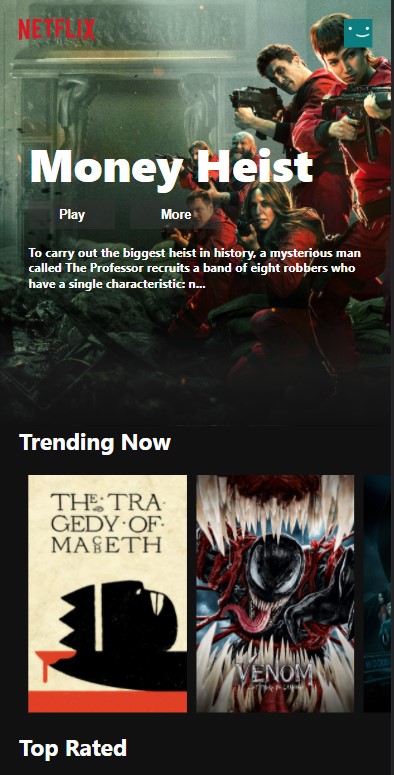 NETFLIX
Money Heist
Play
More
To carry out the biggest heist in history, a mysterious man
called The Professor recruits a band of eight robbers who
have a single characteristic: n...
Trending Now
THE·TRA-
GEDY·OF·
MACBETH
VENOM
Top Rated